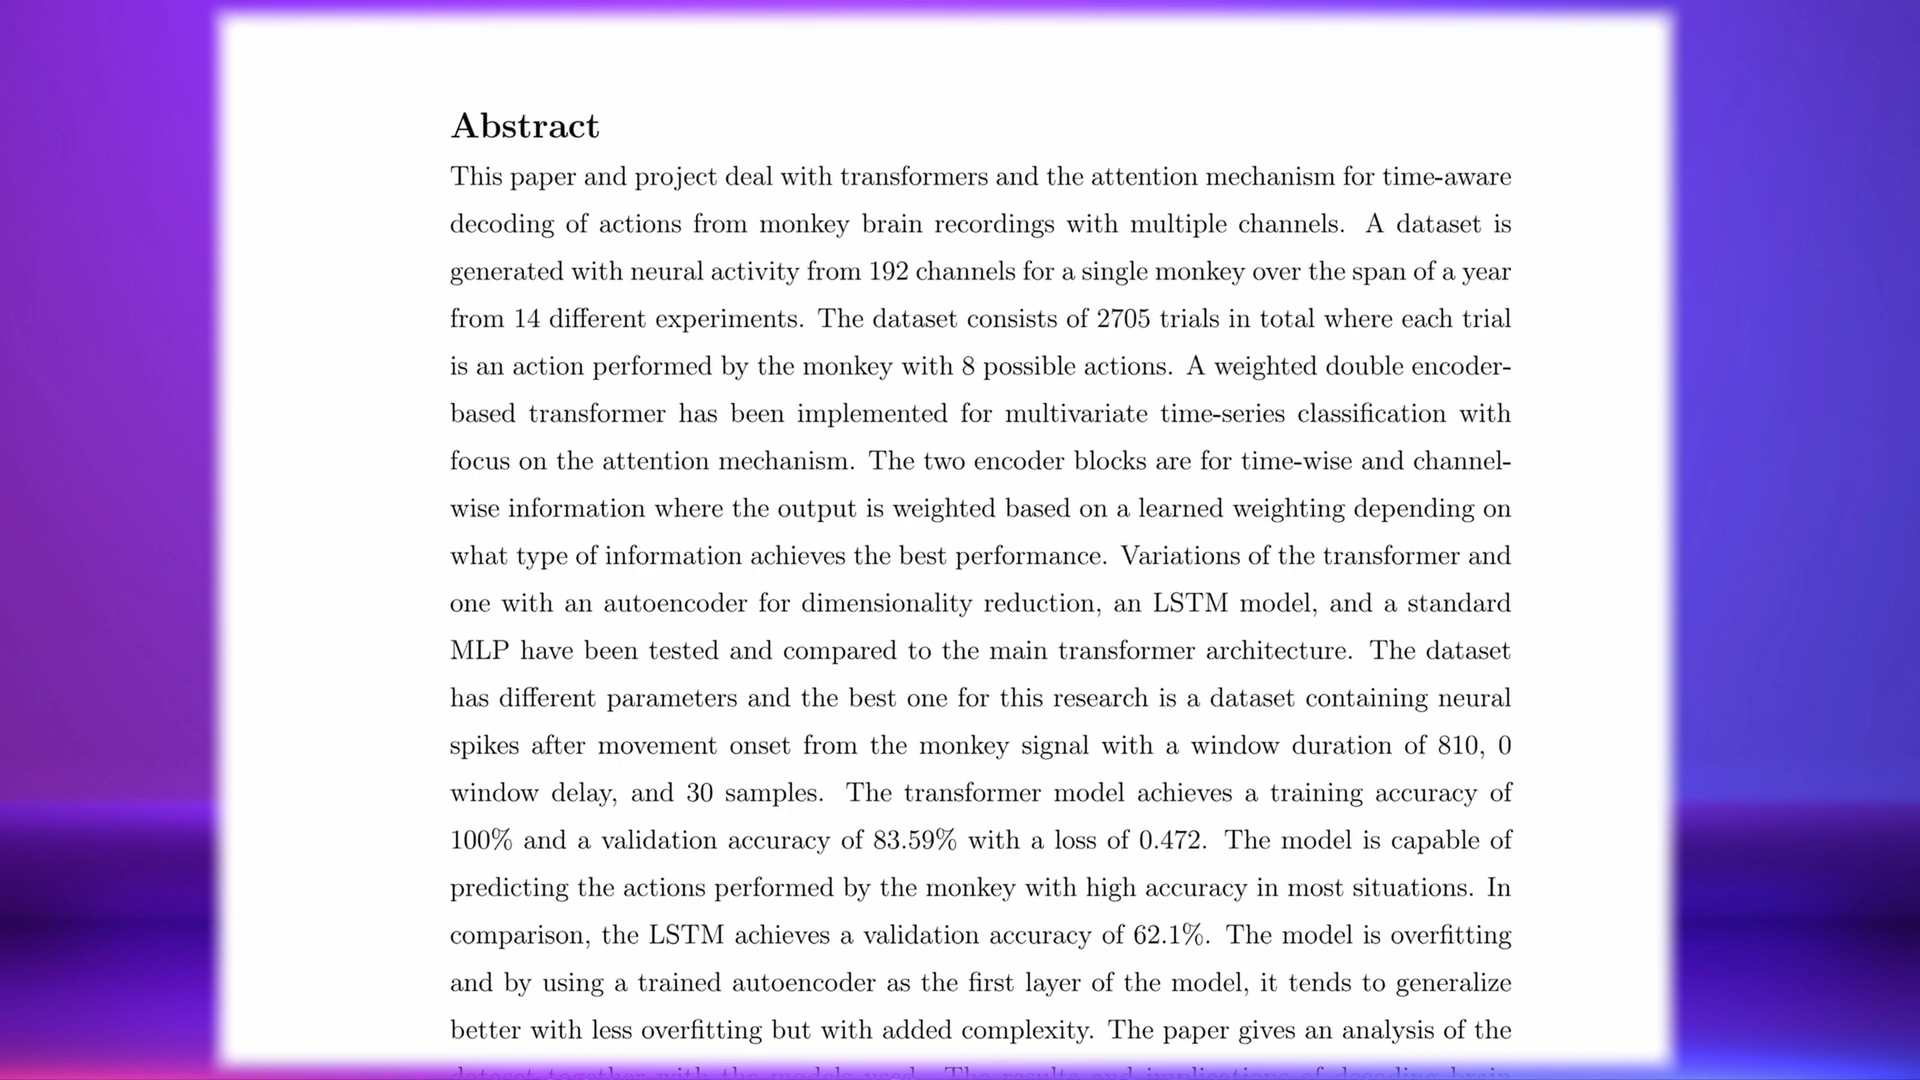 Abstract
This paper and project deal with transformers and the attention mechanism for time-aware
decoding of actions from monkey brain recordings with multiple channels. A dataset is
generated with neural activity from 192 channels for a single monkey over the span of a year
from 14 different experiments. The dataset consists of 2705 trials in total where each trial
is an action performed by the monkey with 8 possible actions. A weighted double encoder-
based transformer has been implemented for multivariate time-series classification with
focus on the attention mechanism. The two encoder blocks are for time-wise and channel-
wise information where the output is weighted based on a learned weighting depending on
what type of information achieves the best performance. Variations of the transformer and
one with an autoencoder for dimensionality reduction, an LSTM model, and a standard
MLP have been tested and compared to the main transformer architecture. The dataset
has different parameters and the best one for this research is a dataset containing neural
spikes after movement onset from the monkey signal with a window duration of 810, 0
window delay, and 30 samples. The transformer model achieves a training accuracy of
100% and a validation accuracy of 83.59% with a loss of 0.472. The model is capable of
predicting the actions performed by the monkey with high accuracy in most situations. In
comparison, the LSTM achieves a validation accuracy of 62.1%. The model is overfitting
and by using a trained autoencoder as the first layer of the model, it tends to generalize
better with less overfitting but with added complexity. The paper gives an analysis of the
dataset together with the models used. The results and implications of decoding brain